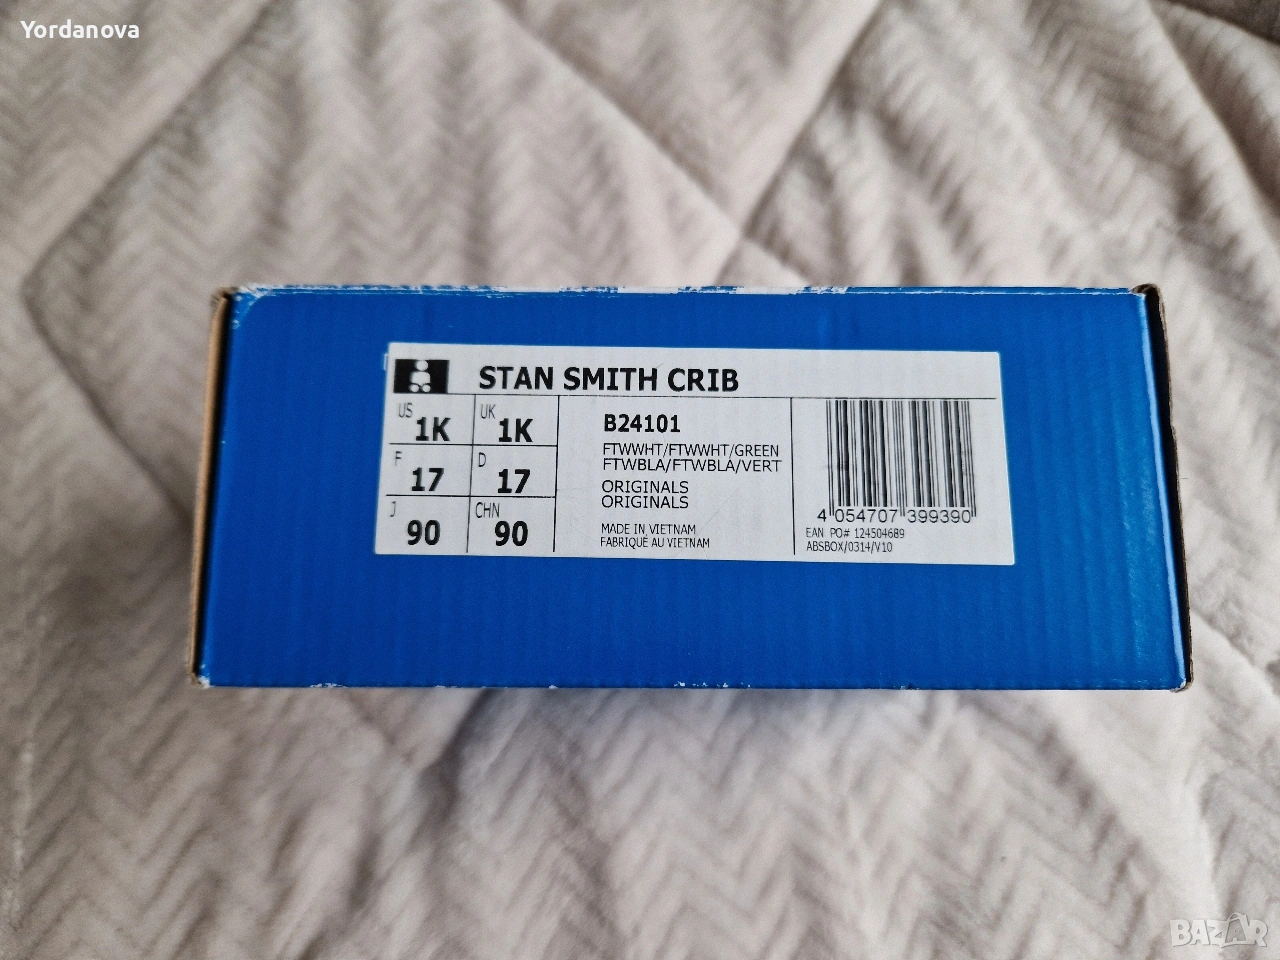 Yordanova
STAN SMITH CRIB
US 1K UK 1K
F 17 D 17
J 90 CHN 90
B24101
FTWWHT/FTWWHT/GREEN
FTWBLA/FTWBLA/VERT
ORIGINALS
ORIGINALS
MADE IN VIETNAM
FABRIQUÉ AU VIETNAM
4 054707 399390
EAN PO# 124504689
ABSBOX/0314/V10
BAZAR